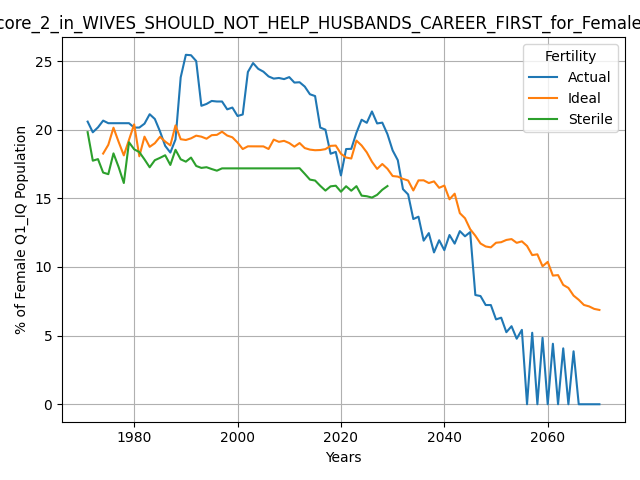 core_2_in_WIVES_SHOULD_NOT_HELP_HUSBANDS_CAREER_FIRST_for_Female
Fertility
Actual
Ideal
Sterile
% of Female Q1_IQ Population
25
20
15
10
5
0
1980 2000 2020 2040 2060
Years